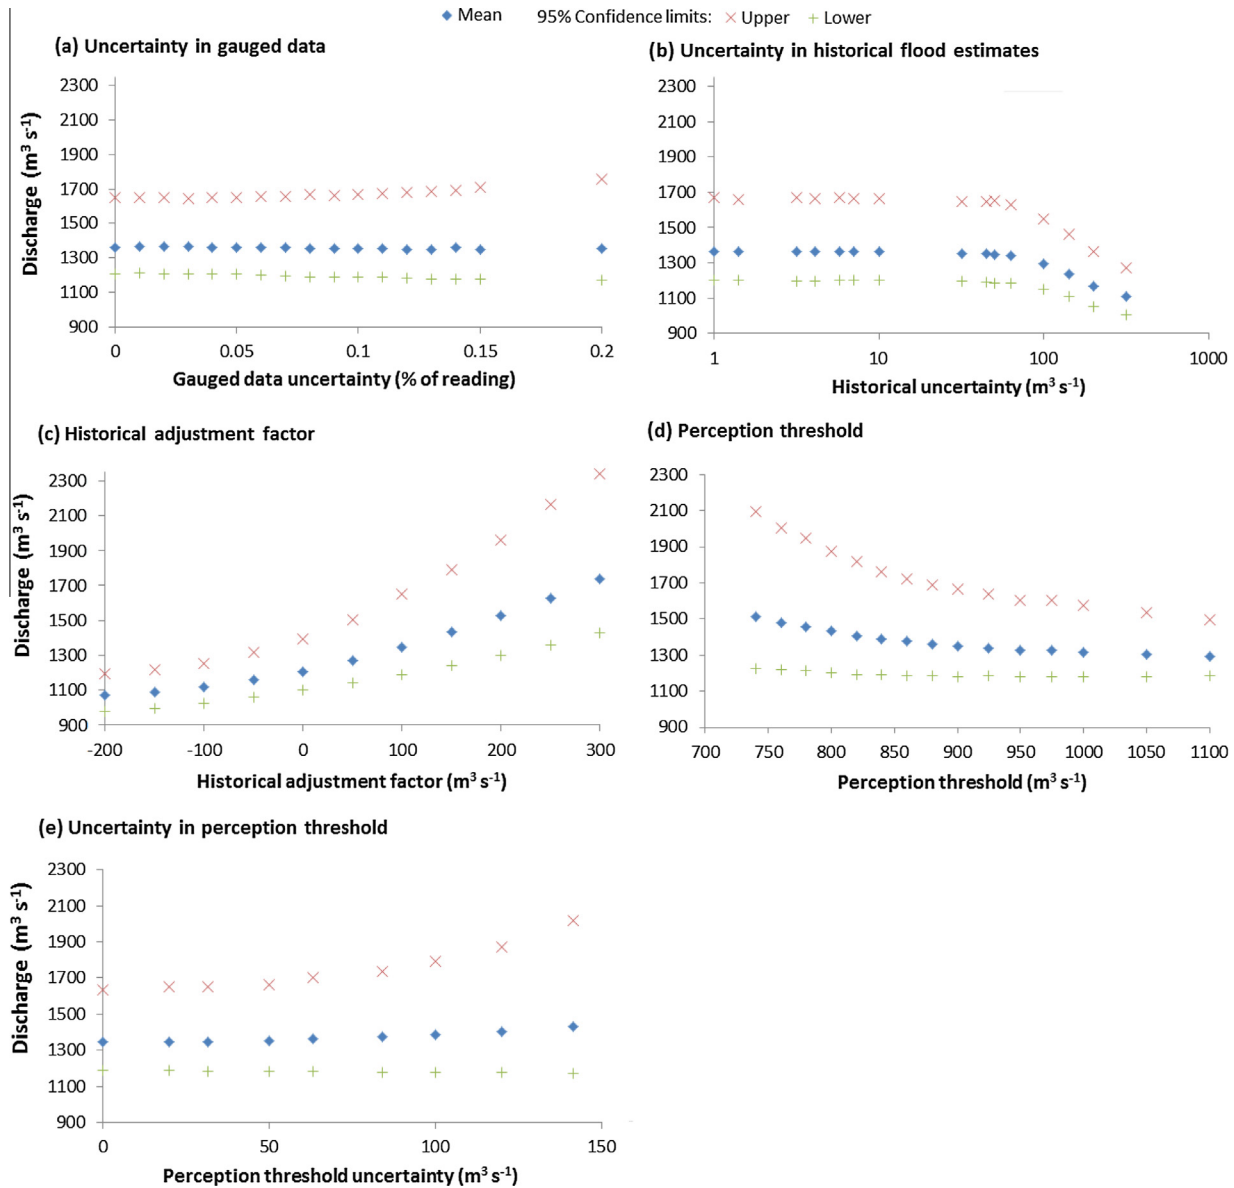 Mean 95% Confidence limits: Upper Lower
(a) Uncertainty in gauged data
2300
2100
1900
1700
1500
1300
1100
900
Discharge (m³ s⁻¹)
0 0.05 0.1 0.15 0.2
Gauged data uncertainty (% of reading)
(b) Uncertainty in historical flood estimates
2300
2100
1900
1700
1500
1300
1100
900
1 10 100 1000
Historical uncertainty (m³ s⁻¹)
(c) Historical adjustment factor
2300
2100
1900
1700
1500
1300
1100
900
Discharge (m³ s⁻¹)
-200 -100 0 100 200 300
Historical adjustment factor (m³ s⁻¹)
(d) Perception threshold
2300
2100
1900
1700
1500
1300
1100
900
700 750 800 850 900 950 1000 1050 1100
Perception threshold (m³ s⁻¹)
(e) Uncertainty in perception threshold
2300
2100
1900
1700
1500
1300
1100
900
Discharge (m³ s⁻¹)
0 50 100 150
Perception threshold uncertainty (m³ s⁻¹)